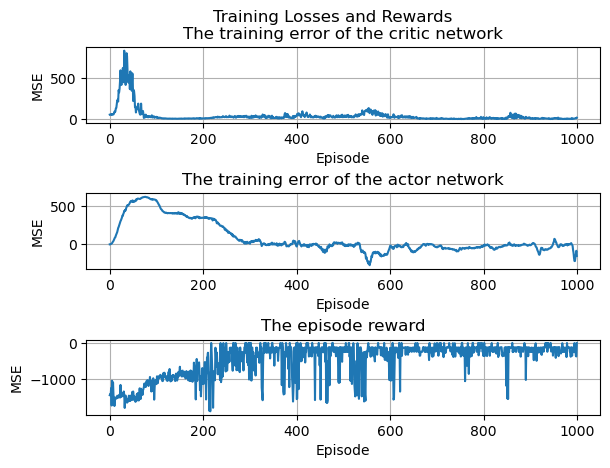 Training Losses and Rewards
The training error of the critic network
MSE
500
0
0 200 400 600 800 1000
Episode
The training error of the actor network
MSE
500
0
0 200 400 600 800 1000
Episode
The episode reward
MSE
0
−1000
0 200 400 600 800 1000
Episode